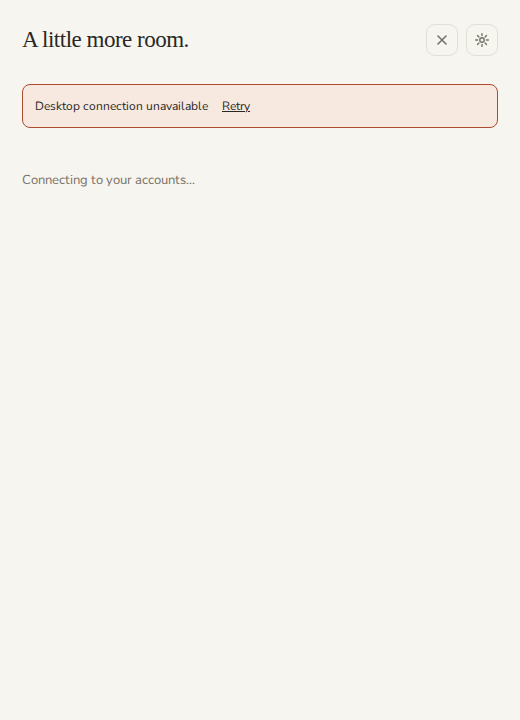 A little more room.
Desktop connection unavailable Retry
Connecting to your accounts...